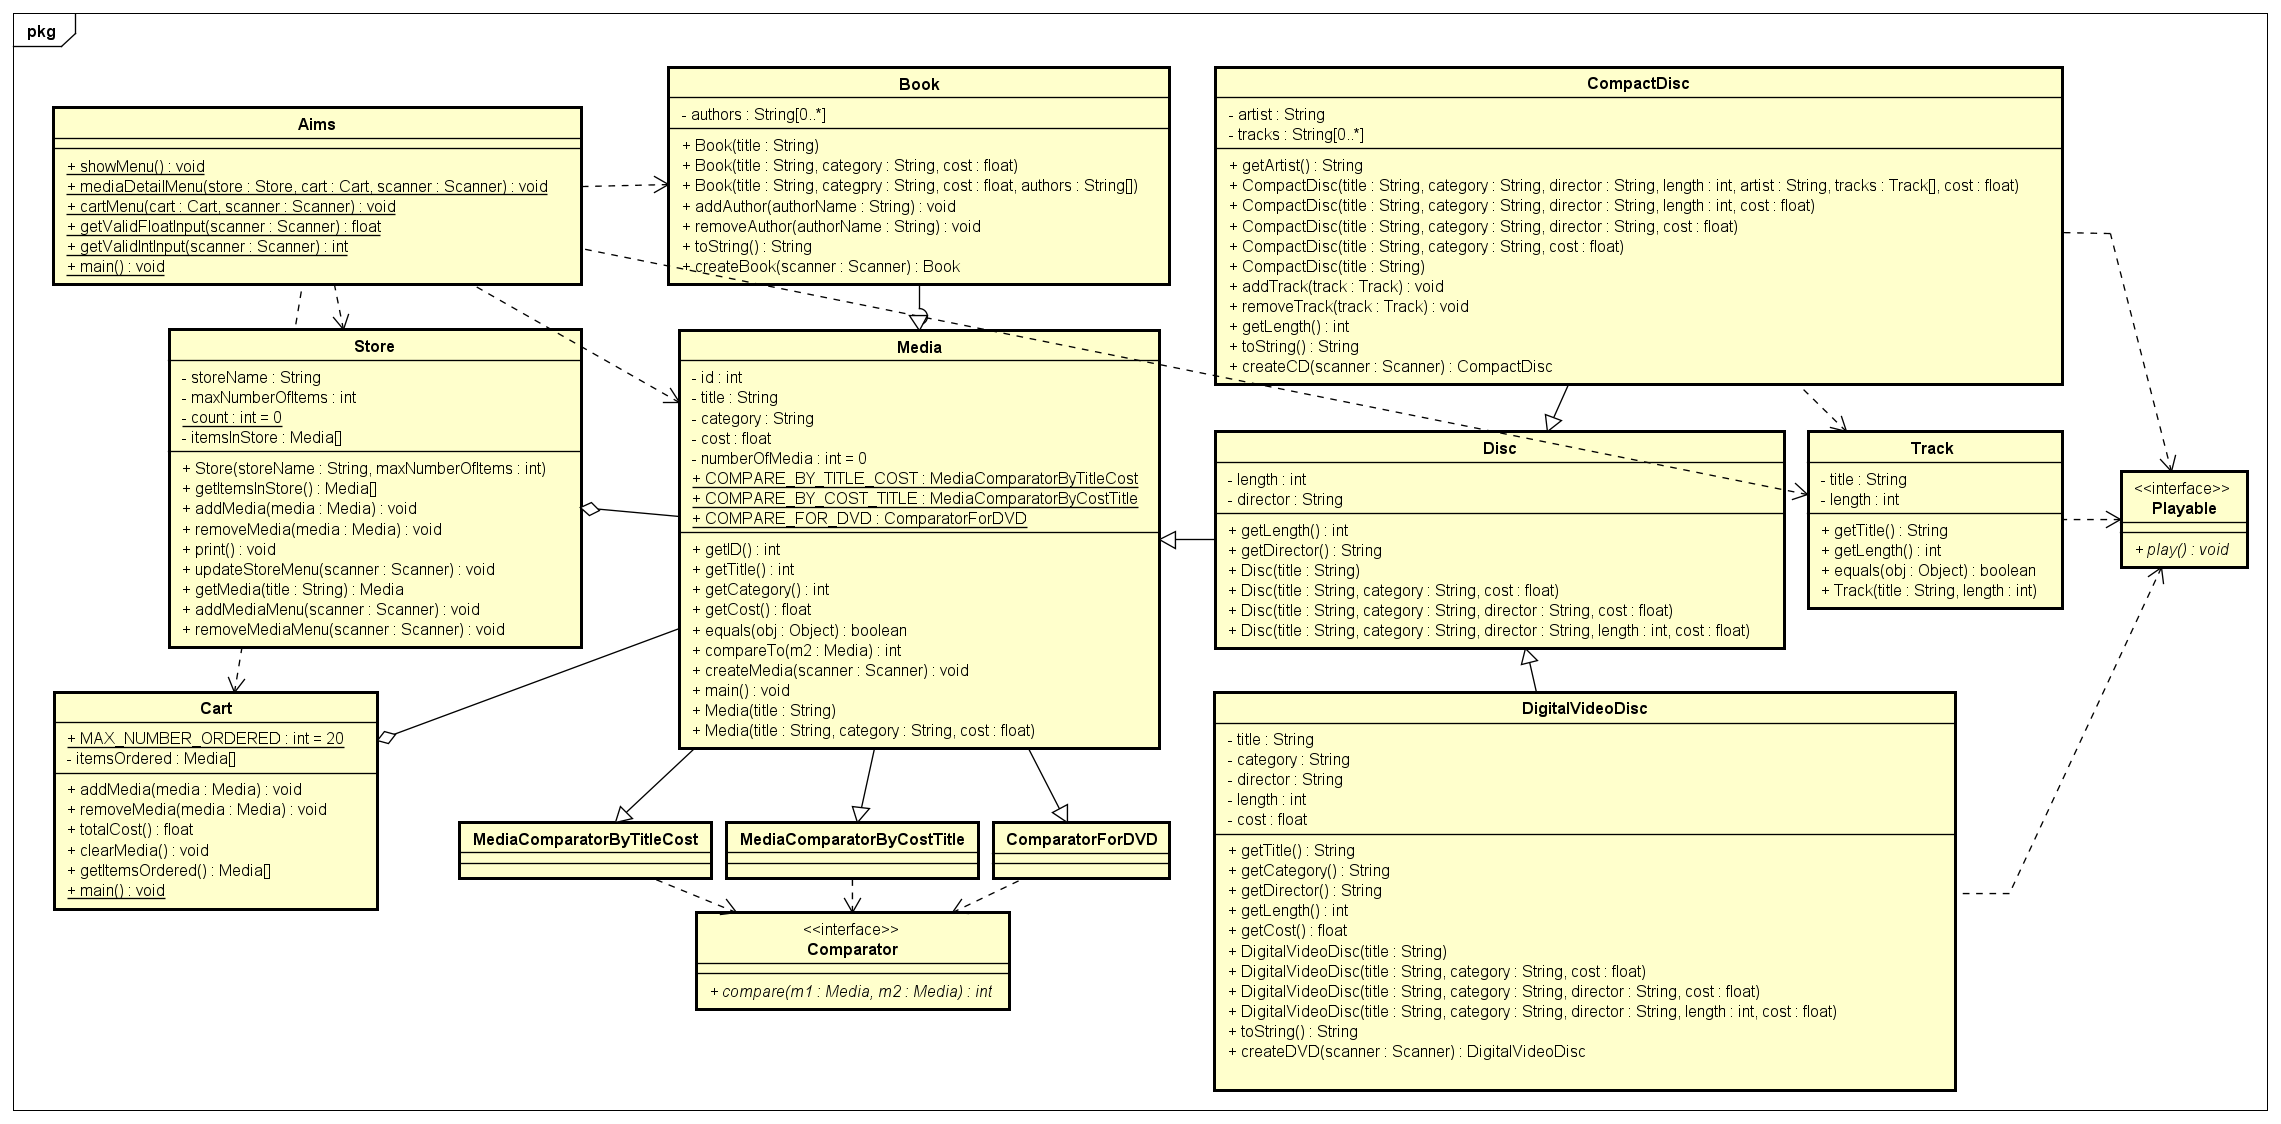 pkg
Aims
+ showMenu() : void
+ mediaDetailMenu(store : Store, cart : Cart, scanner : Scanner) : void
+ cartMenu(cart : Cart, scanner : Scanner) : void
+ getValidFloatInput(scanner : Scanner) : float
+ getValidIntInput(scanner : Scanner) : int
+ main() : void
Book
- authors : String[0..*]
+ Book(title : String)
+ Book(title : String, category : String, cost : float)
+ Book(title : String, categpry : String, cost : float, authors : String[])
+ addAuthor(authorName : String) : void
+ removeAuthor(authorName : String) : void
+ toString() : String
+ createBook(scanner : Scanner) : Book
CompactDisc
- artist : String
- tracks : String[0..*]
+ getArtist() : String
+ CompactDisc(title : String, category : String, director : String, length : int, artist : String, tracks : Track[], cost : float)
+ CompactDisc(title : String, category : String, director : String, length : int, cost : float)
+ CompactDisc(title : String, category : String, director : String, cost : float)
+ CompactDisc(title : String, category : String, cost : float)
+ CompactDisc(title : String)
+ addTrack(track : Track) : void
+ removeTrack(track : Track) : void
+ getLength() : int
+ toString() : String
+ createCD(scanner : Scanner) : CompactDisc
Store
- storeName : String
- maxNumberOfItems : int
- count : int = 0
- itemsInStore : Media[]
+ Store(storeName : String, maxNumberOfItems : int)
+ getItemsInStore() : Media[]
+ addMedia(media : Media) : void
+ removeMedia(media : Media) : void
+ print() : void
+ updateStoreMenu(scanner : Scanner) : void
+ getMedia(title : String) : Media
+ addMediaMenu(scanner : Scanner) : void
+ removeMediaMenu(scanner : Scanner) : void
Media
- id : int
- title : String
- category : String
- cost : float
- numberOfMedia : int = 0
+ COMPARE_BY_TITLE_COST : MediaComparatorByTitleCost
+ COMPARE_BY_COST_TITLE : MediaComparatorByCostTitle
+ COMPARE_FOR_DVD : ComparatorForDVD
+ getID() : int
+ getTitle() : int
+ getCategory() : int
+ getCost() : float
+ equals(obj : Object) : boolean
+ compareTo(m2 : Media) : int
+ createMedia(scanner : Scanner) : void
+ main() : void
+ Media(title : String)
+ Media(title : String, category : String, cost : float)
Disc
- length : int
- director : String
+ getLength() : int
+ getDirector() : String
+ Disc(title : String)
+ Disc(title : String, category : String, cost : float)
+ Disc(title : String, category : String, director : String, cost : float)
+ Disc(title : String, category : String, director : String, length : int, cost : float)
Track
- title : String
- length : int
+ getTitle() : String
+ getLength() : int
+ equals(obj : Object) : boolean
+ Track(title : String, length : int)
<<interface>>
Playable
+ play() : void
Cart
+ MAX_NUMBER_ORDERED : int = 20
- itemsOrdered : Media[]
+ addMedia(media : Media) : void
+ removeMedia(media : Media) : void
+ totalCost() : float
+ clearMedia() : void
+ getItemsOrdered() : Media[]
+ main() : void
MediaComparatorByTitleCost
MediaComparatorByCostTitle
ComparatorForDVD
<<interface>>
Comparator
+ compare(m1 : Media, m2 : Media) : int
DigitalVideoDisc
- title : String
- category : String
- director : String
- length : int
- cost : float
+ getTitle() : String
+ getCategory() : String
+ getDirector() : String
+ getLength() : int
+ getCost() : float
+ DigitalVideoDisc(title : String)
+ DigitalVideoDisc(title : String, category : String, cost : float)
+ DigitalVideoDisc(title : String, category : String, director : String, cost : float)
+ DigitalVideoDisc(title : String, category : String, director : String, length : int, cost : float)
+ toString() : String
+ createDVD(scanner : Scanner) : DigitalVideoDisc